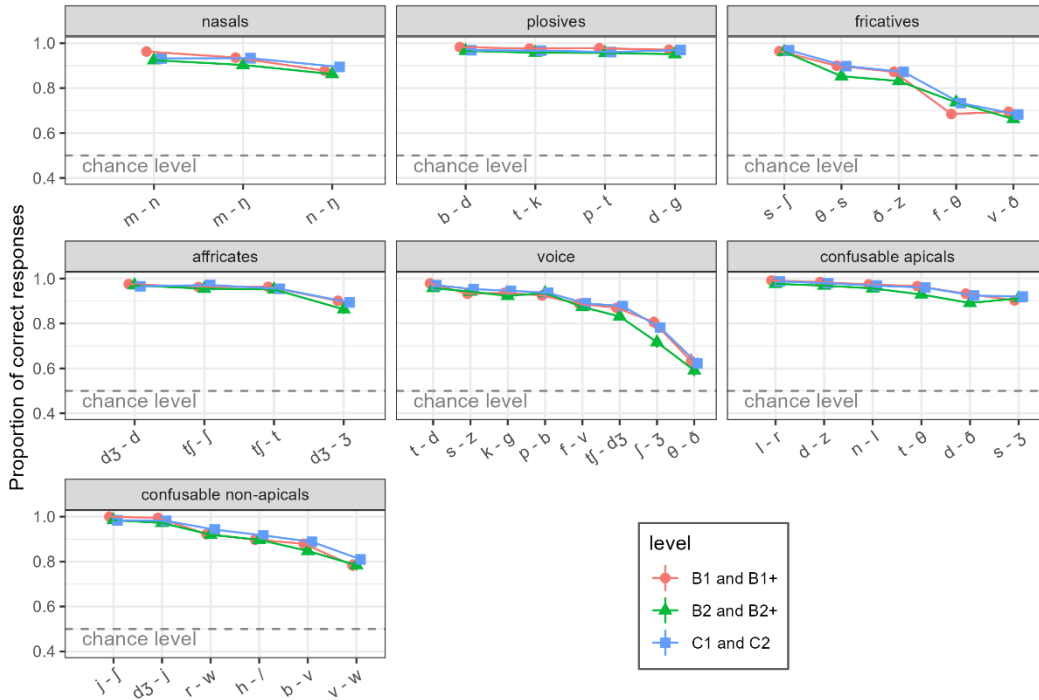 Proportion of correct responses
nasals
1.0
0.8
0.6
0.4
chance level
m - n
m - ŋ
n - ŋ
plosives
chance level
b - d
t - k
p - t
d - g
fricatives
chance level
s - ʃ
θ - s
ð - z
f - θ
v - ð
affricates
1.0
0.8
0.6
0.4
chance level
dʒ - d
tʃ - ʃ
tʃ - t
dʒ - ʒ
voice
chance level
t - d
s - z
k - g
p - b
f - v
tʃ - dʒ
ʃ - ʒ
θ - ð
confusable apicals
chance level
l - r
d - z
n - l
t - θ
d - ð
s - ʒ
confusable non-apicals
1.0
0.8
0.6
0.4
chance level
j - ʃ
dʒ - j
r - w
h - /
b - v
v - w
level
B1 and B1+
B2 and B2+
C1 and C2